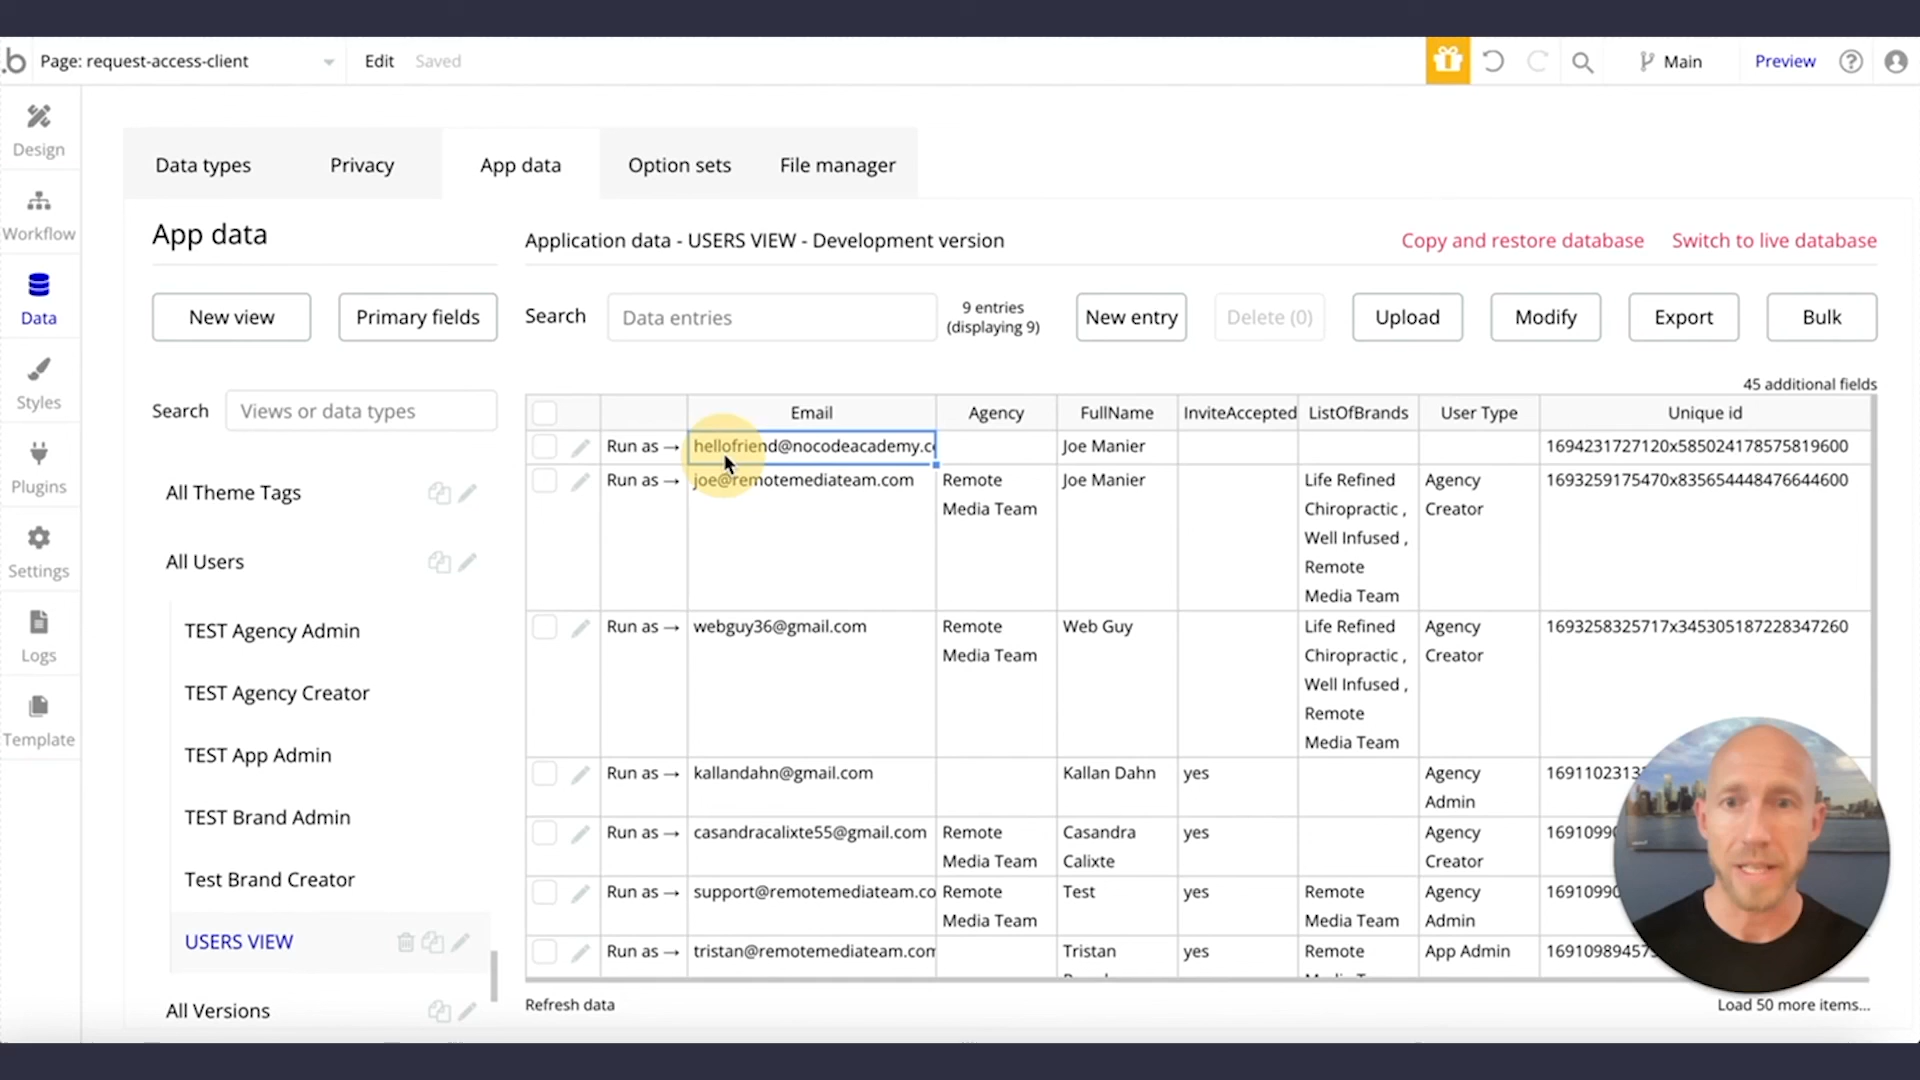 .b Page: request-access-client Edit Saved Main Preview ?
Design
Workflow
Data
Styles
Plugins
Settings
Logs
Template
Data types Privacy App data Option sets File manager
App data
New view Primary fields
Search Views or data types
All Theme Tags
All Users
TEST Agency Admin
TEST Agency Creator
TEST App Admin
TEST Brand Admin
Test Brand Creator
USERS VIEW
All Versions
Application data - USERS VIEW - Development version Copy and restore database Switch to live database
Search Data entries 9 entries
(displaying 9)
New entry Delete (0) Upload Modify Export Bulk
45 additional fields
Email Agency FullName InviteAccepted ListOfBrands User Type Unique id
Run as → hellofriend@nocodeacademy.c Joe Manier 1694231727120x585024178575819600
Run as → joe@remotemediateam.com Remote Joe Manier Life Refined Agency 1693259175470x835654448476644600
Media Team Chiropractic , Creator
Well Infused ,
Remote
Media Team
Run as → webguy36@gmail.com Remote Web Guy Life Refined Agency 1693258325717x345305187228347260
Media Team Chiropractic , Creator
Well Infused ,
Remote
Media Team
Run as → kallandahn@gmail.com Kallan Dahn yes Agency 169110231
Admin
Run as → casandracalixte55@gmail.com Remote Casandra yes Agency 1691099
Media Team Calixte Creator
Run as → support@remotemediateam.co Remote Test yes Remote Agency 1691099
Media Team Media Team Admin
Run as → tristan@remotemediateam.com Tristan yes Remote App Admin 16910989457
Refresh data Load 50 more items...